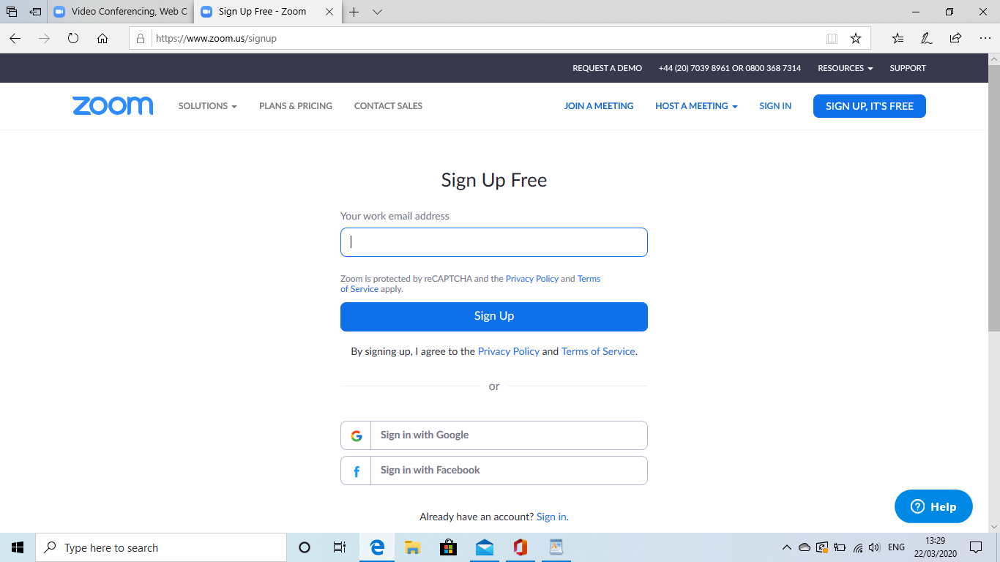 Video Conferencing, Web C
Sign Up Free - Zoom
https://www.zoom.us/signup
REQUEST A DEMO
+44 (20) 7039 8961 OR 0800 368 7314
RESOURCES
SUPPORT
zoom
SOLUTIONS
PLANS & PRICING
CONTACT SALES
JOIN A MEETING
HOST A MEETING
SIGN IN
SIGN UP, IT'S FREE
Sign Up Free
Your work email address
Zoom is protected by reCAPTCHA and the Privacy Policy and Terms
of Service apply.
Sign Up
By signing up, I agree to the Privacy Policy and Terms of Service.
or
Sign in with Google
Sign in with Facebook
Already have an account? Sign in.
Help
Type here to search
ENG
13:29
22/03/2020